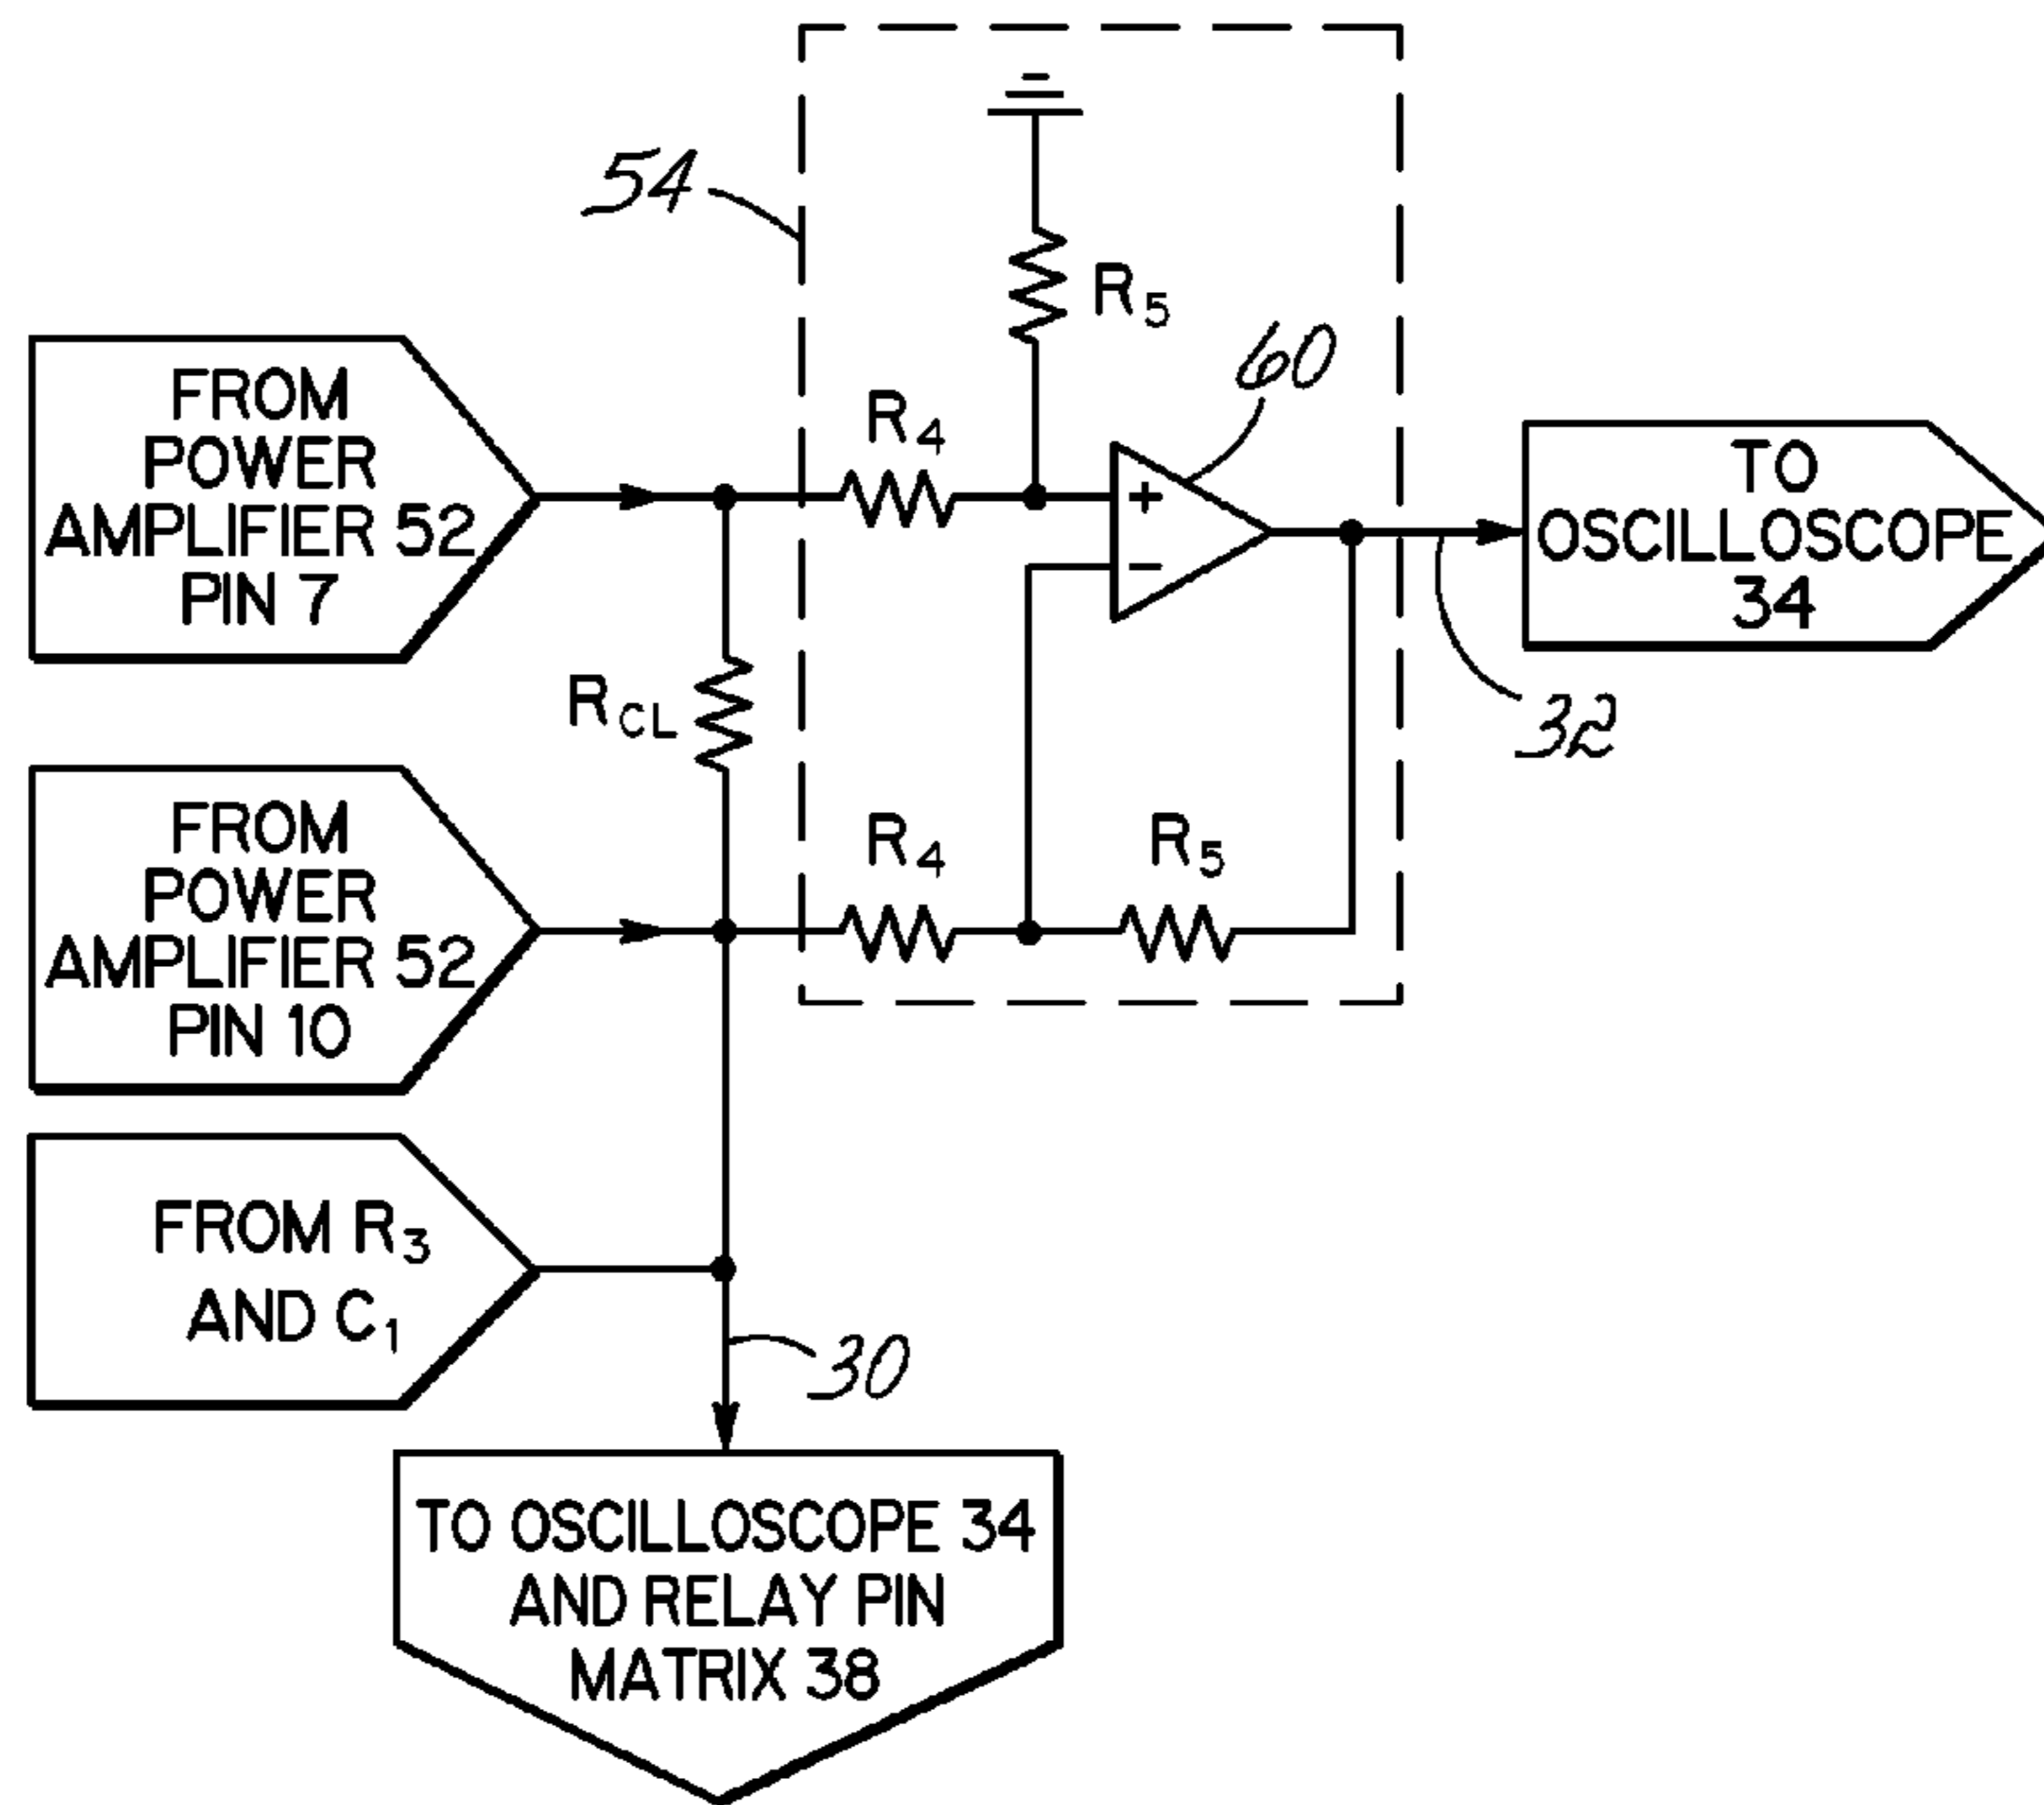 54
R5
60
FROM
POWER
AMPLIFIER 52
PIN 7
R4
+
−
TO
OSCILLOSCOPE
34
32
RCL
FROM
POWER
AMPLIFIER 52
PIN 10
R4
R5
FROM R3
AND C1
30
TO OSCILLOSCOPE 34
AND RELAY PIN
MATRIX 38